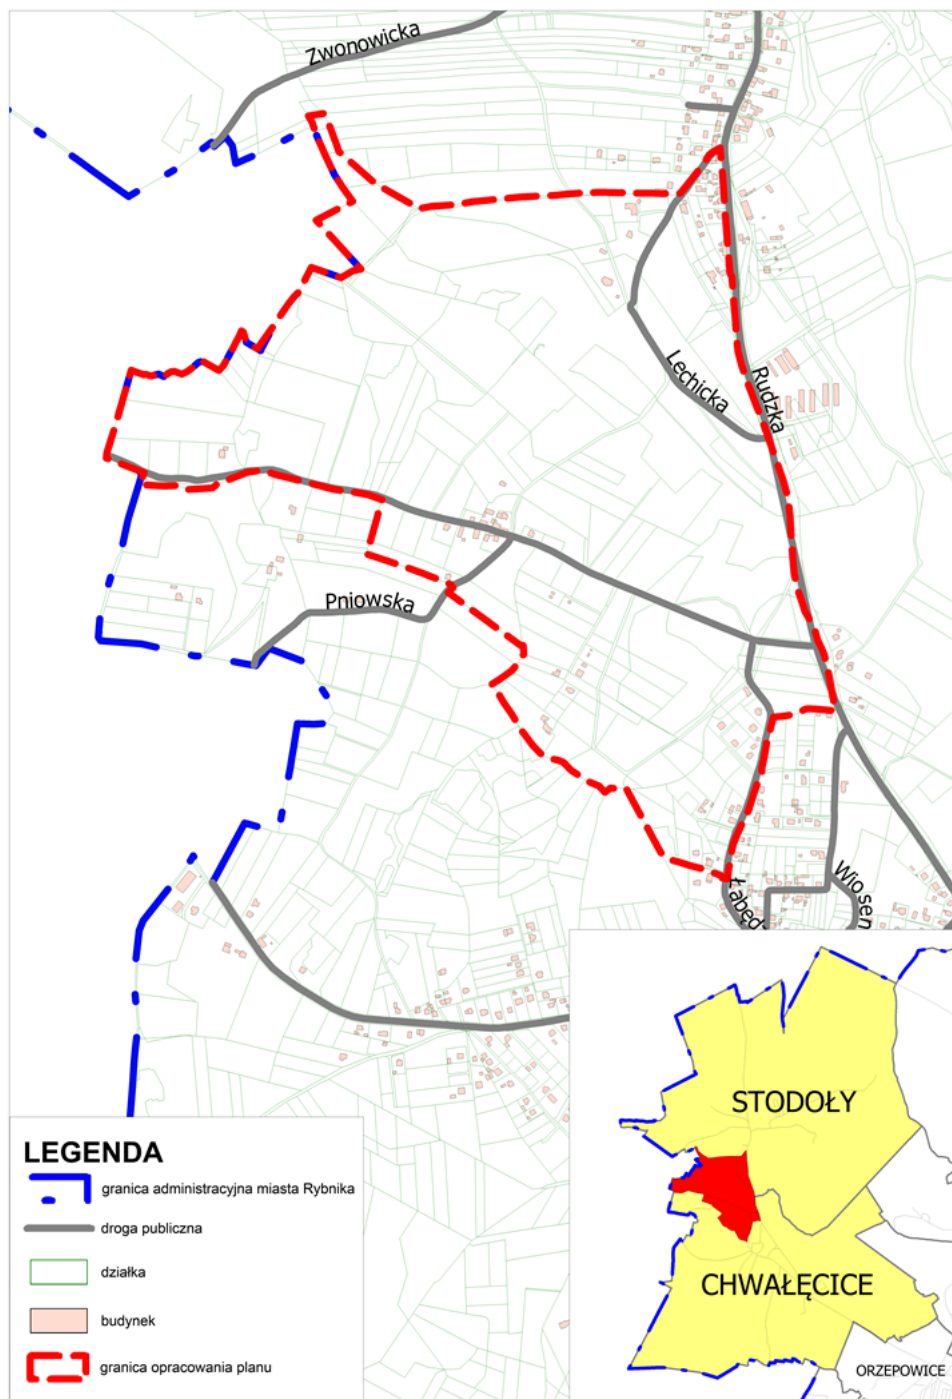 Zwonowicka
Lechicka
Rudzka
Pniowska
Łabęd
Wiosen
STODOŁY
CHWAŁĘCICE
ORZEPOWICE
LEGENDA
granica administracyjna miasta Rybnika
droga publiczna
działka
budynek
granica opracowania planu